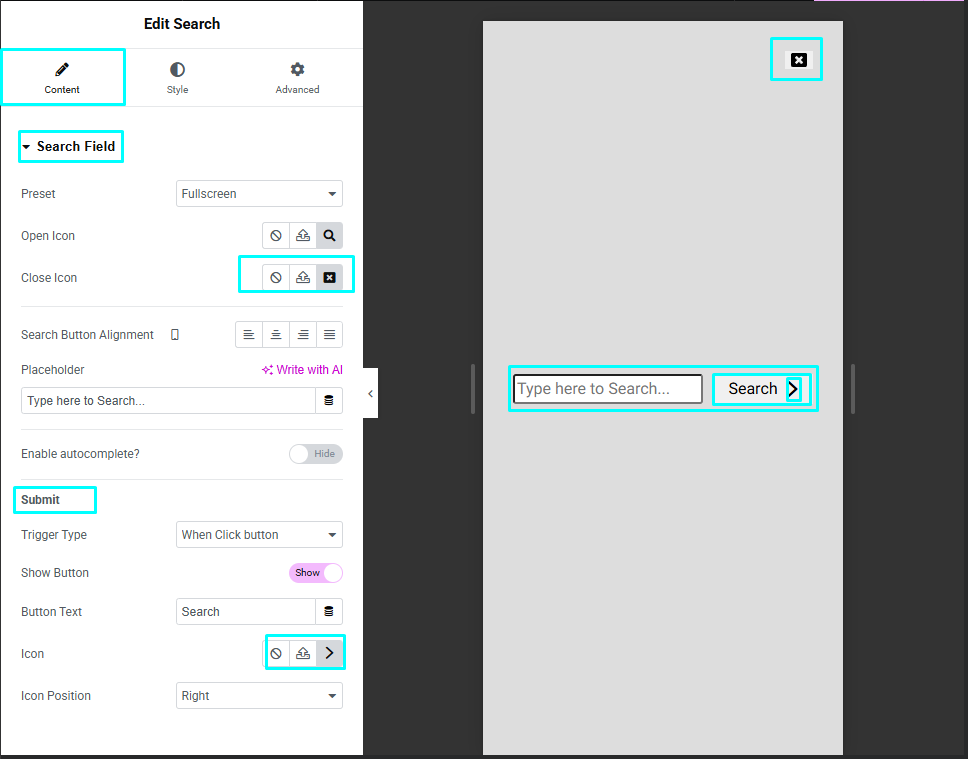 Edit Search
Content
Style
Advanced
Search Field
Preset
Fullscreen
Open Icon
Close Icon
Search Button Alignment
Placeholder
Write with AI
Type here to Search...
Enable autocomplete?
Hide
Submit
Trigger Type
When Click button
Show Button
Show
Button Text
Search
Icon
Icon Position
Right
Type here to Search...
Search